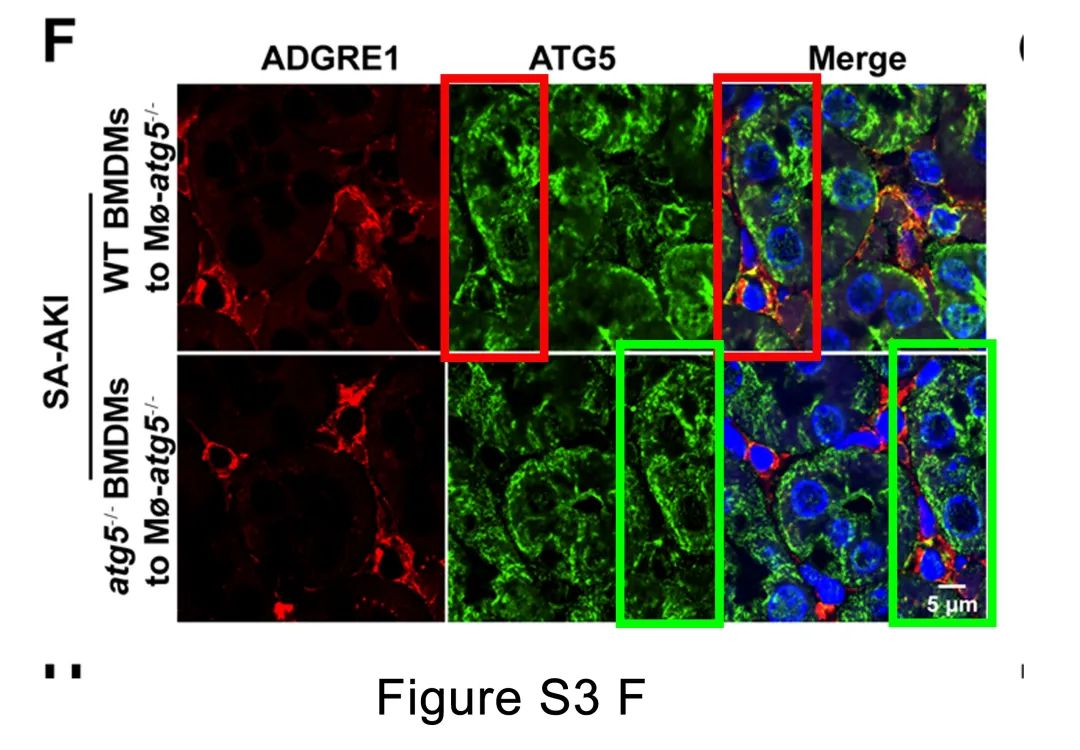 F
ADGRE1 ATG5 Merge
SA-AKI
WT BMDMs
to Mø-atg5-/-
atg5-/- BMDMs
to Mø-atg5-/-
5 µm
Figure S3 F